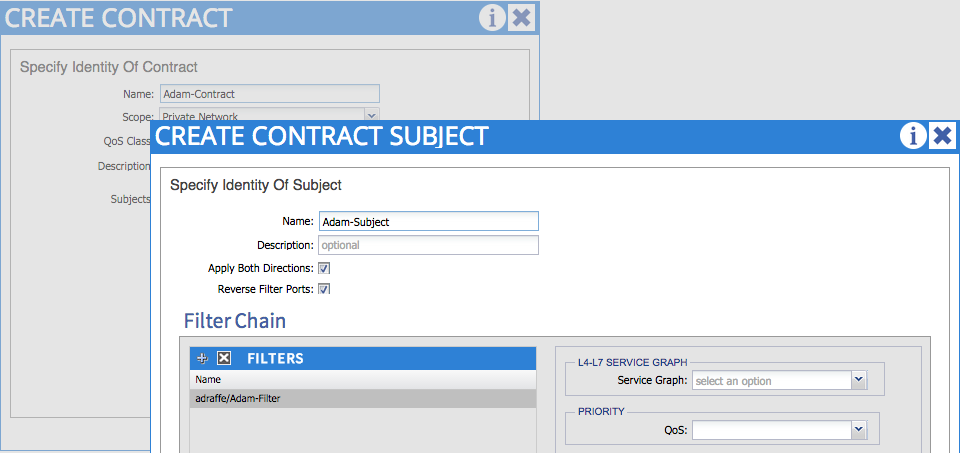 CREATE CONTRACT
Specify Identity Of Contract
Name: Adam-Contract
Scope: Private Network
QoS Class
Description
Subjects
CREATE CONTRACT SUBJECT
Specify Identity Of Subject
Name: Adam-Subject
Description: optional
Apply Both Directions:
Reverse Filter Ports:
Filter Chain
FILTERS
Name
adraffe/Adam-Filter
L4-L7 SERVICE GRAPH
Service Graph: select an option
PRIORITY
QoS: